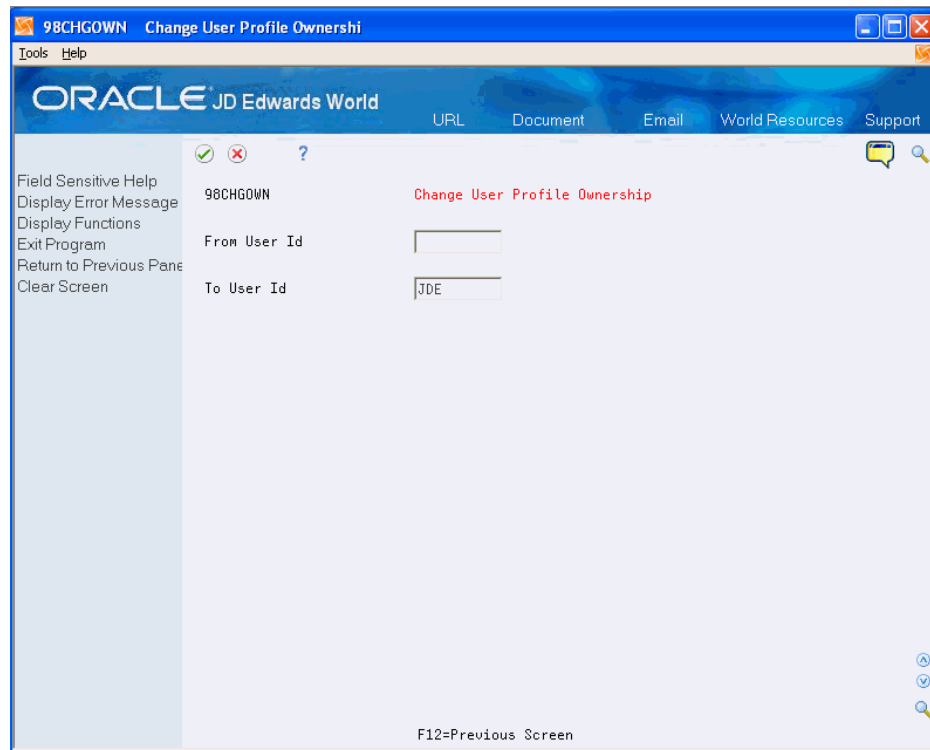 98CHGOWN Change User Profile Ownershi
Tools Help
ORACLE JD Edwards World
URL Document Email World Resources Support
?
Field Sensitive Help
Display Error Message
Display Functions
Exit Program
Return to Previous Pane
Clear Screen
98CHGOWN Change User Profile Ownership
From User Id
To User Id JDE
F12=Previous Screen